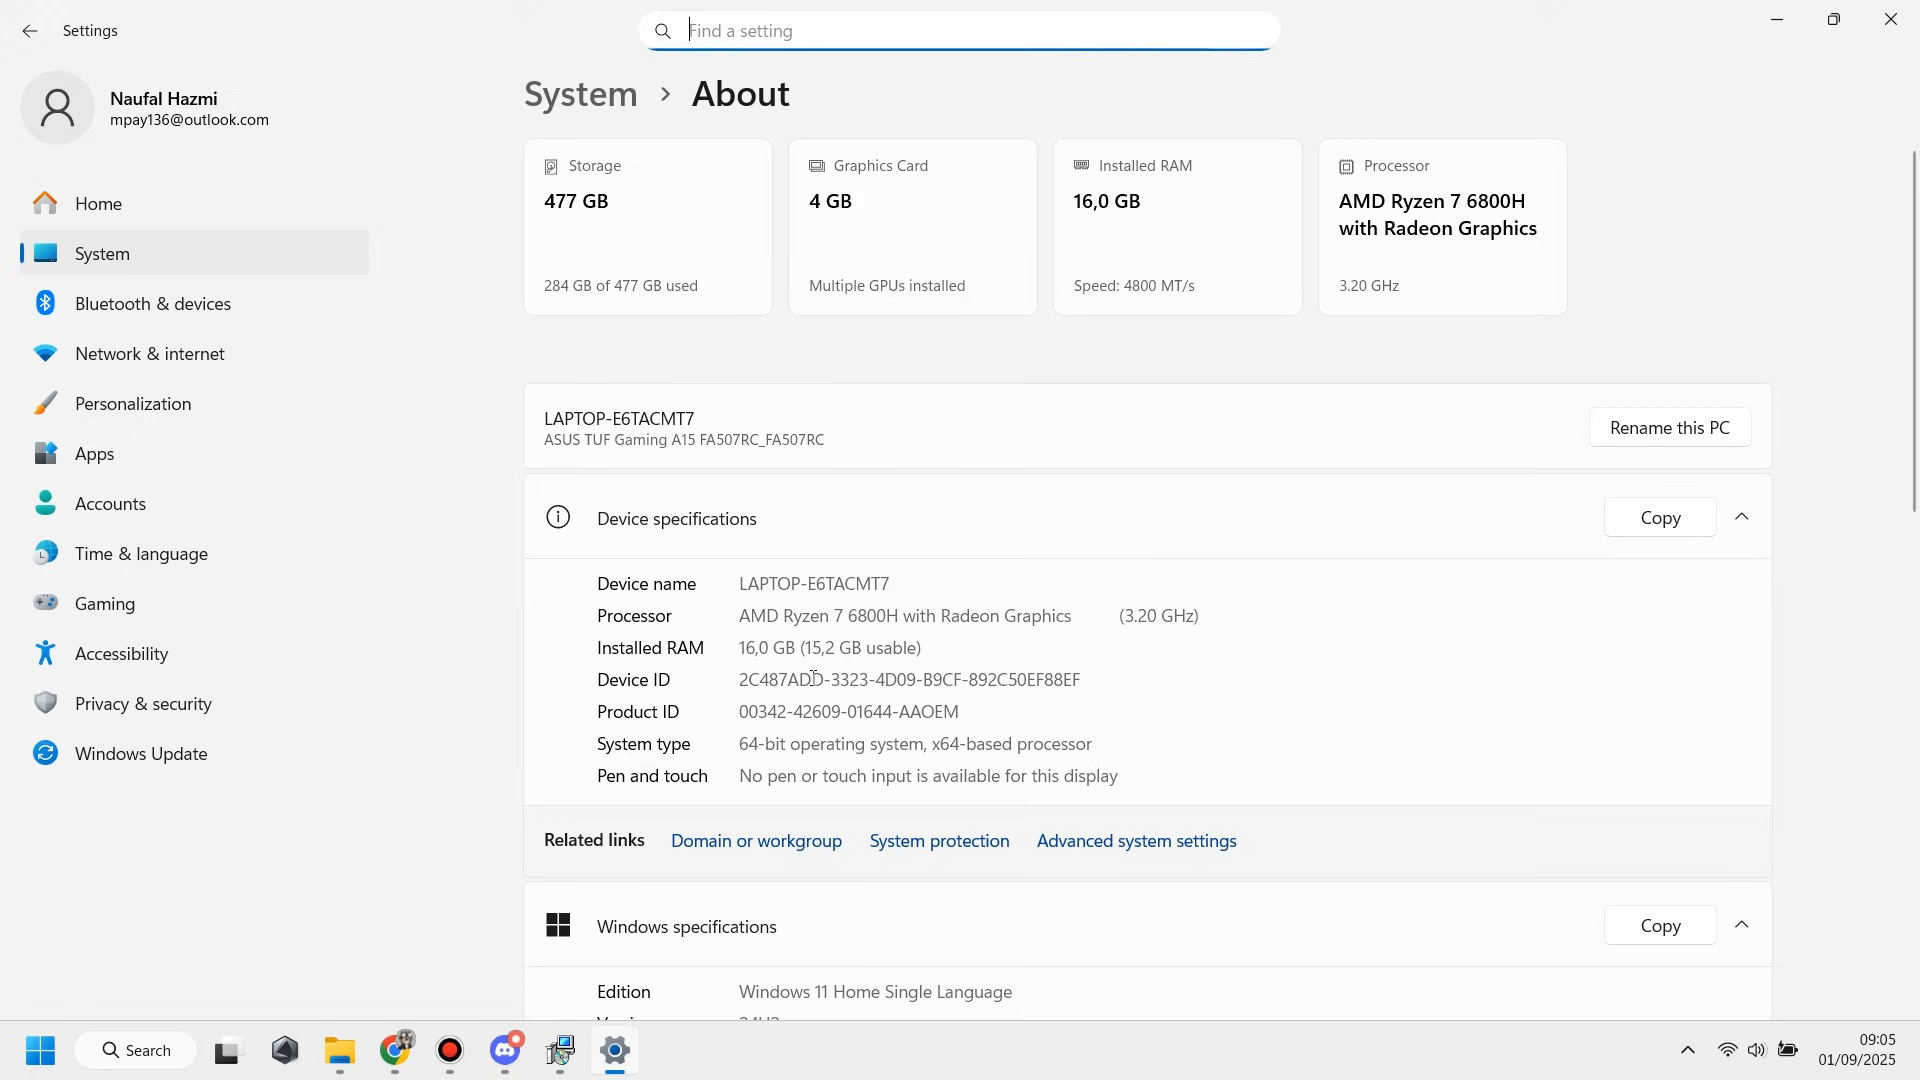 Settings
Find a setting
Naufal Hazmi
mpay136@outlook.com
Home
System
Bluetooth & devices
Network & internet
Personalization
Apps
Accounts
Time & language
Gaming
Accessibility
Privacy & security
Windows Update
System > About
Storage
477 GB
284 GB of 477 GB used
Graphics Card
4 GB
Multiple GPUs installed
Installed RAM
16,0 GB
Speed: 4800 MT/s
Processor
AMD Ryzen 7 6800H
with Radeon Graphics
3.20 GHz
LAPTOP-E6TACMT7
ASUS TUF Gaming A15 FA507RC_FA507RC
Rename this PC
Device specifications
Copy
Device name LAPTOP-E6TACMT7
Processor AMD Ryzen 7 6800H with Radeon Graphics (3.20 GHz)
Installed RAM 16,0 GB (15,2 GB usable)
Device ID 2C487ADD-3323-4D09-B9CF-892C50EF88EF
Product ID 00342-42609-01644-AAOEM
System type 64-bit operating system, x64-based processor
Pen and touch No pen or touch input is available for this display
Related links Domain or workgroup System protection Advanced system settings
Windows specifications
Copy
Edition Windows 11 Home Single Language
Search
09:05
01/09/2025